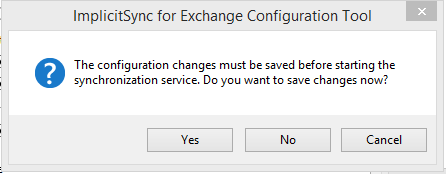 ImplicitSync for Exchange Configuration Tool
The configuration changes must be saved before starting the
synchronization service. Do you want to save changes now?
Yes No Cancel